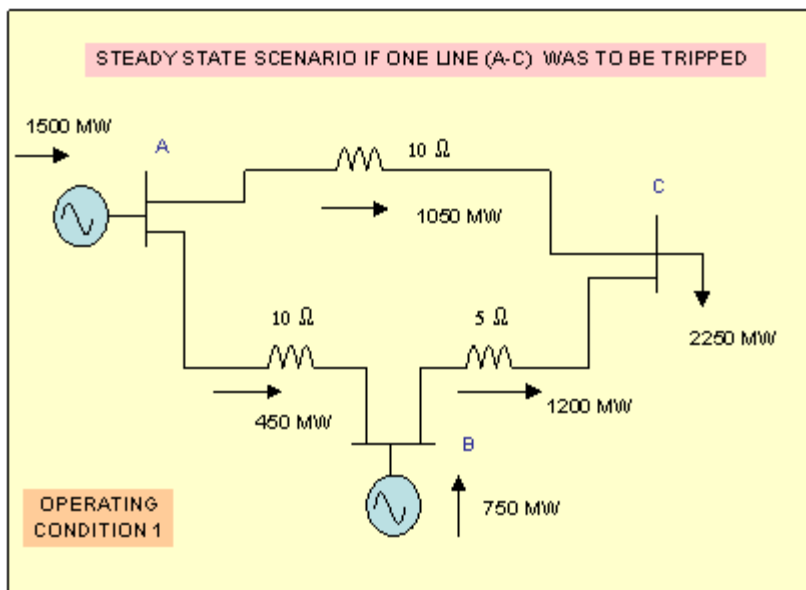 STEADY STATE SCENARIO IF ONE LINE (A-C) WAS TO BE TRIPPED
1500 MW
A
10 Ω
C
1050 MW
10 Ω
5 Ω
2250 MW
450 MW
1200 MW
B
OPERATING
CONDITION 1
750 MW